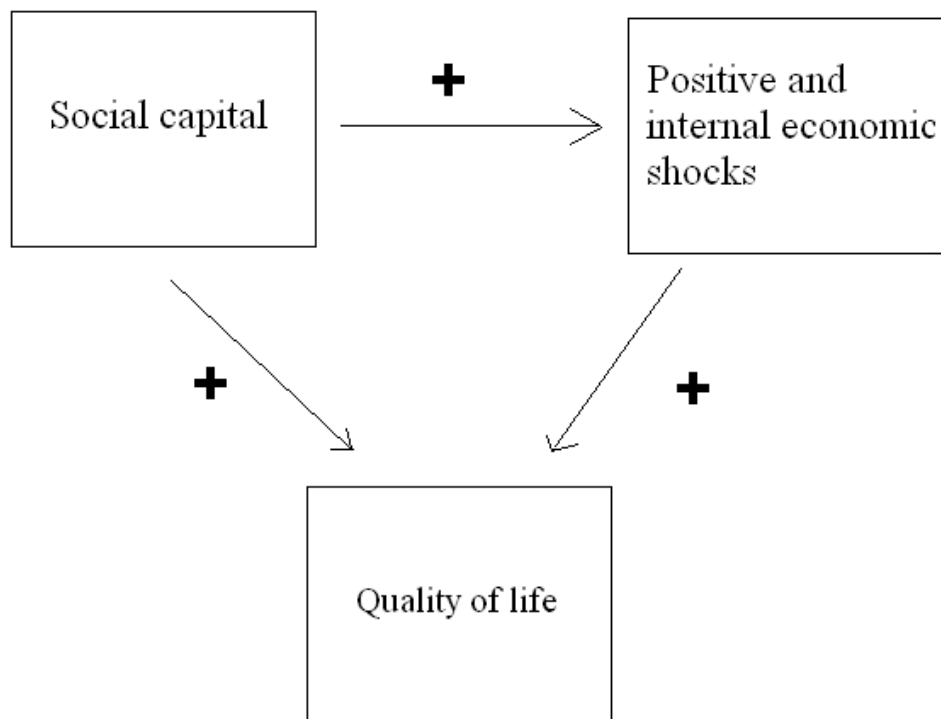 Social capital
+
Positive and
internal economic
shocks
+
+
Quality of life